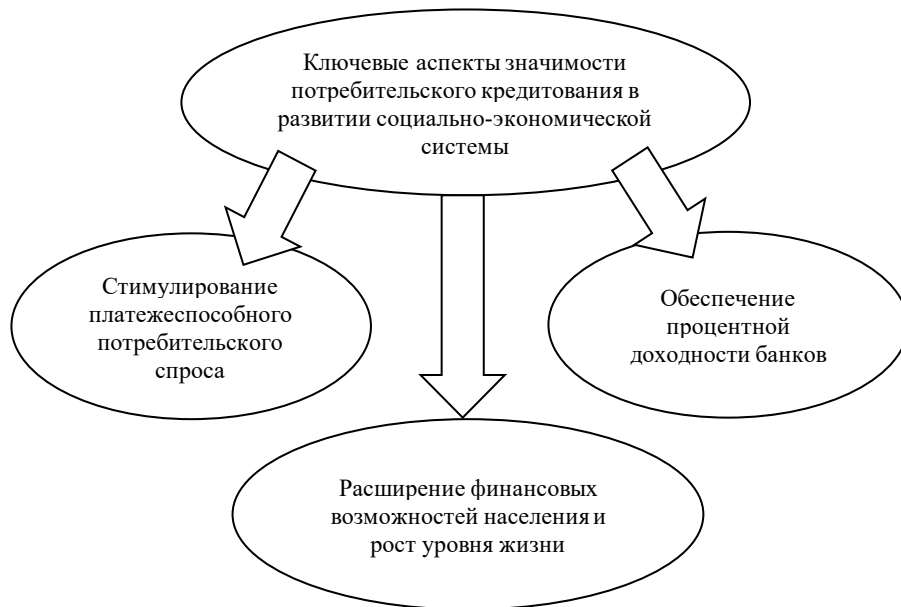 Ключевые аспекты значимости
потребительского кредитования в
развитии социально-экономической
системы
Стимулирование
платежеспособного
потребительского
спроса
Обеспечение
процентной
доходности банков
Расширение финансовых
возможностей населения и
рост уровня жизни